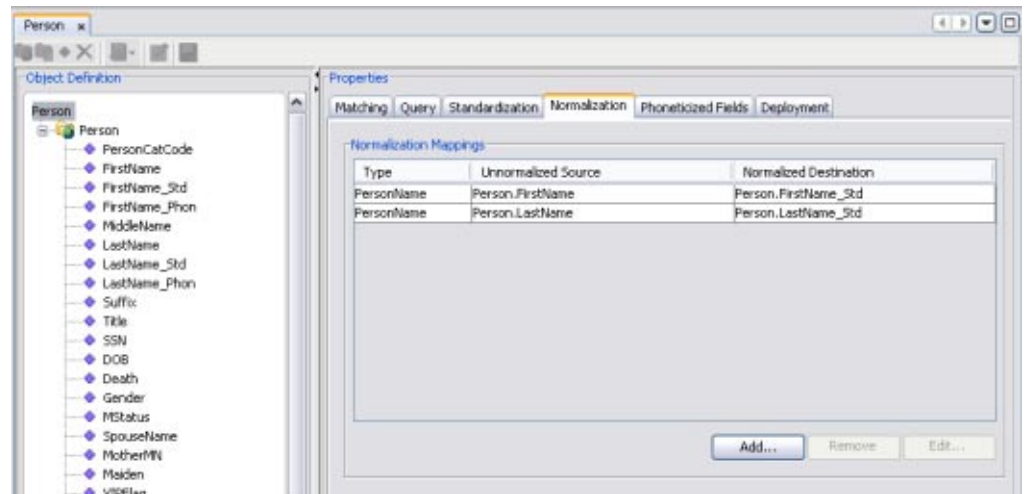 Person
Object Definition
Person
Person
PersonCatCode
FirstName
FirstName_Std
FirstName_Phon
MiddleName
LastName
LastName_Std
LastName_Phon
Suffix
Title
SSN
DOB
Death
Gender
MStatus
SpouseName
MotherMN
Maiden
VIPFlag
Properties
Matching Query Standardization Normalization Phoneticized Fields Deployment
Normalization Mappings
Type Unnormalized Source Normalized Destination
PersonName Person.FirstName Person.FirstName_Std
PersonName Person.LastName Person.LastName_Std
Add... Remove Edit...